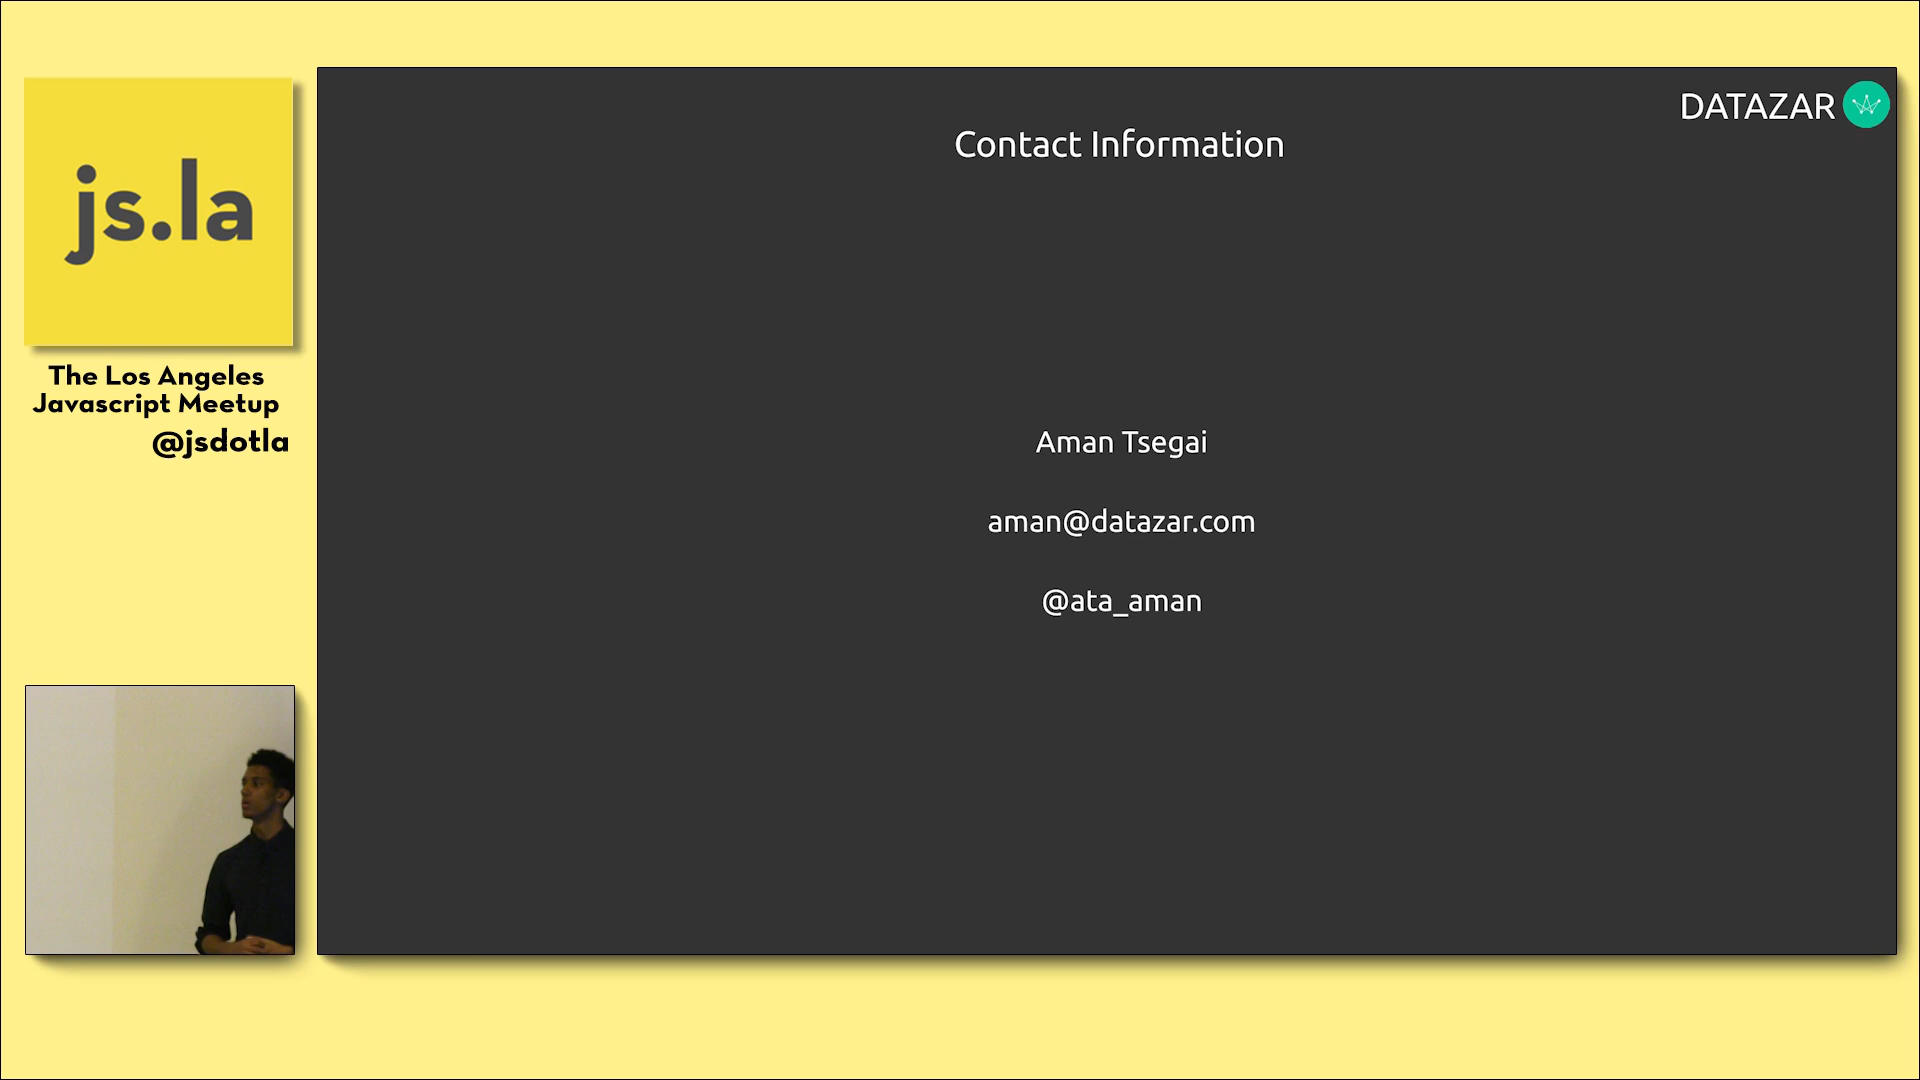 js.la
The Los Angeles
Javascript Meetup
@jsdotla
DATAZAR
Contact Information
Aman Tsegai
aman@datazar.com
@ata_aman